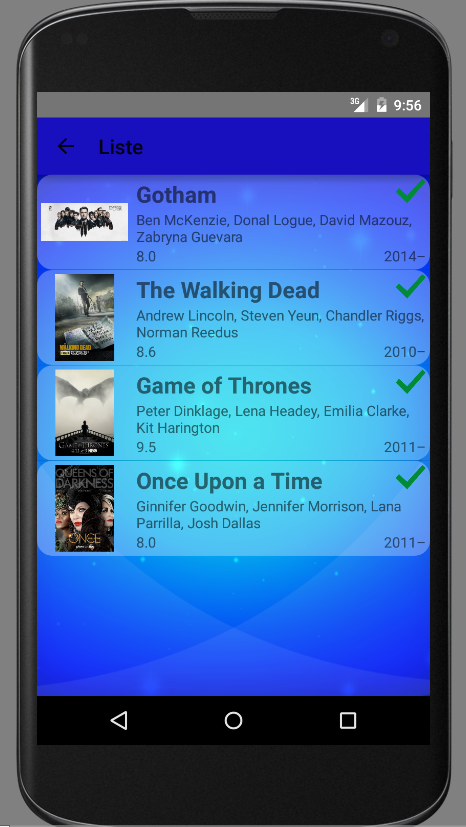 3G 9:56
Liste
Gotham
Ben McKenzie, Donal Logue, David Mazouz,
Zabryna Guevara
8.0 2014–
The Walking Dead
Andrew Lincoln, Steven Yeun, Chandler Riggs,
Norman Reedus
8.6 2010–
WALKING DEAD
Game of Thrones
Peter Dinklage, Lena Headey, Emilia Clarke,
Kit Harington
9.5 2011–
GAME OF THRONES
QUEENS OF
DARKNESS
ONCE
Once Upon a Time
Ginnifer Goodwin, Jennifer Morrison, Lana
Parrilla, Josh Dallas
8.0 2011–